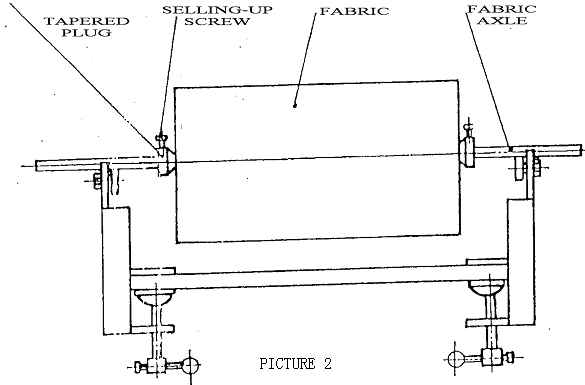 TAPERED
PLUG
SELLING-UP
SCREW
FABRIC
FABRIC
AXLE
PICTURE 2